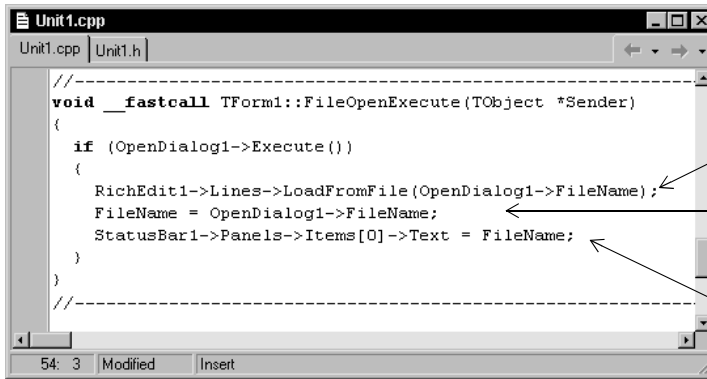 Unit1.cpp
Unit1.cpp Unit1.h
//------------------------------------------------------------------
void __fastcall TForm1::FileOpenExecute(TObject *Sender)
{
  if (OpenDialog1->Execute())
  {
    RichEdit1->Lines->LoadFromFile(OpenDialog1->FileName);
    FileName = OpenDialog1->FileName;
    StatusBar1->Panels->Items[0]->Text = FileName;
  }
}
//------------------------------------------------------------------
54: 3 Modified Insert